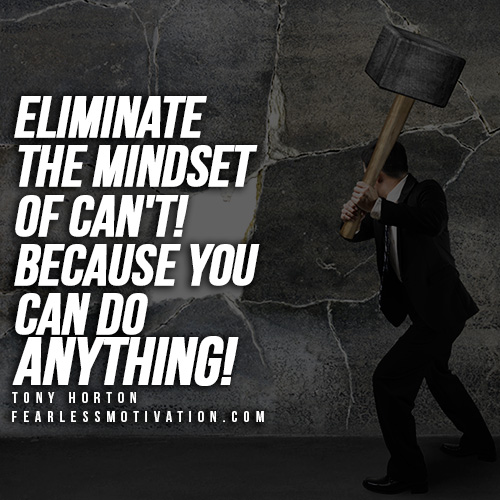 ELIMINATE
THE MINDSET
OF CAN'T!
BECAUSE YOU
CAN DO
ANYTHING!
TONY HORTON
FEARLESSMOTIVATION.COM